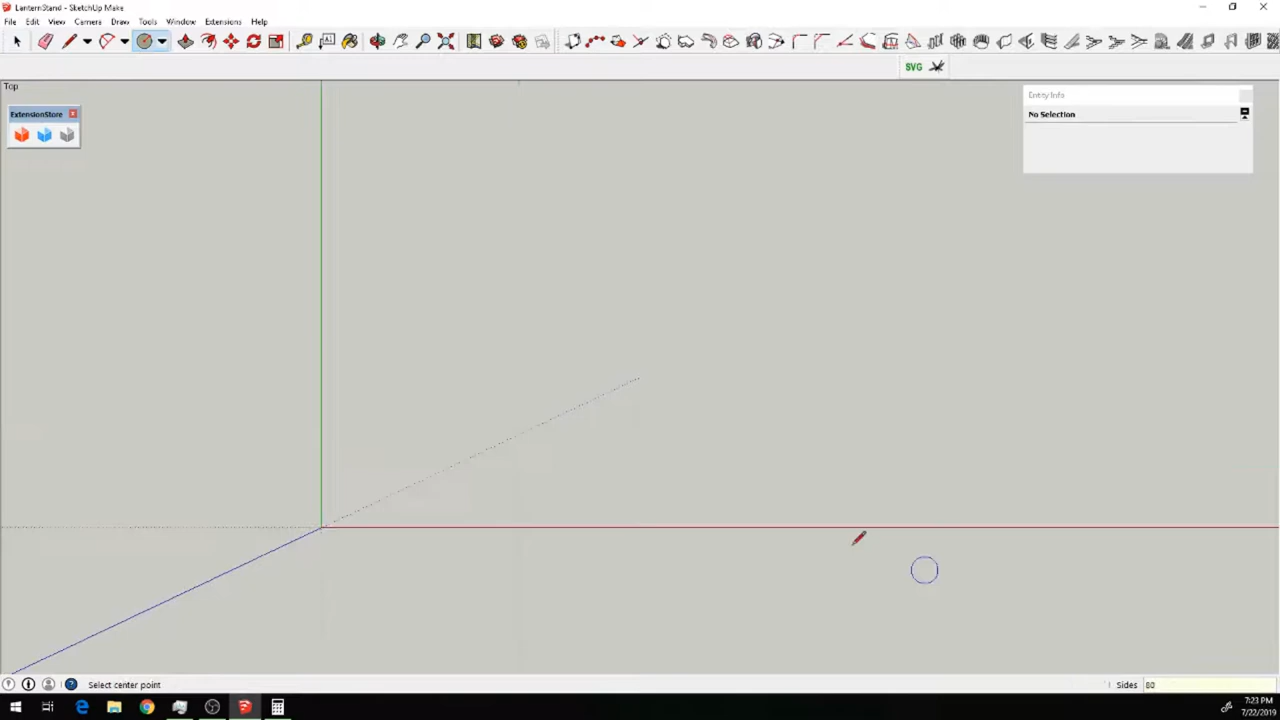 LanternStand - SketchUp Make
File Edit View Camera Draw Tools Window Extensions Help
SVG
Top
Entity Info
ExtensionStore
No Selection
Select center point
Sides 80
7:23 PM
7/22/2019